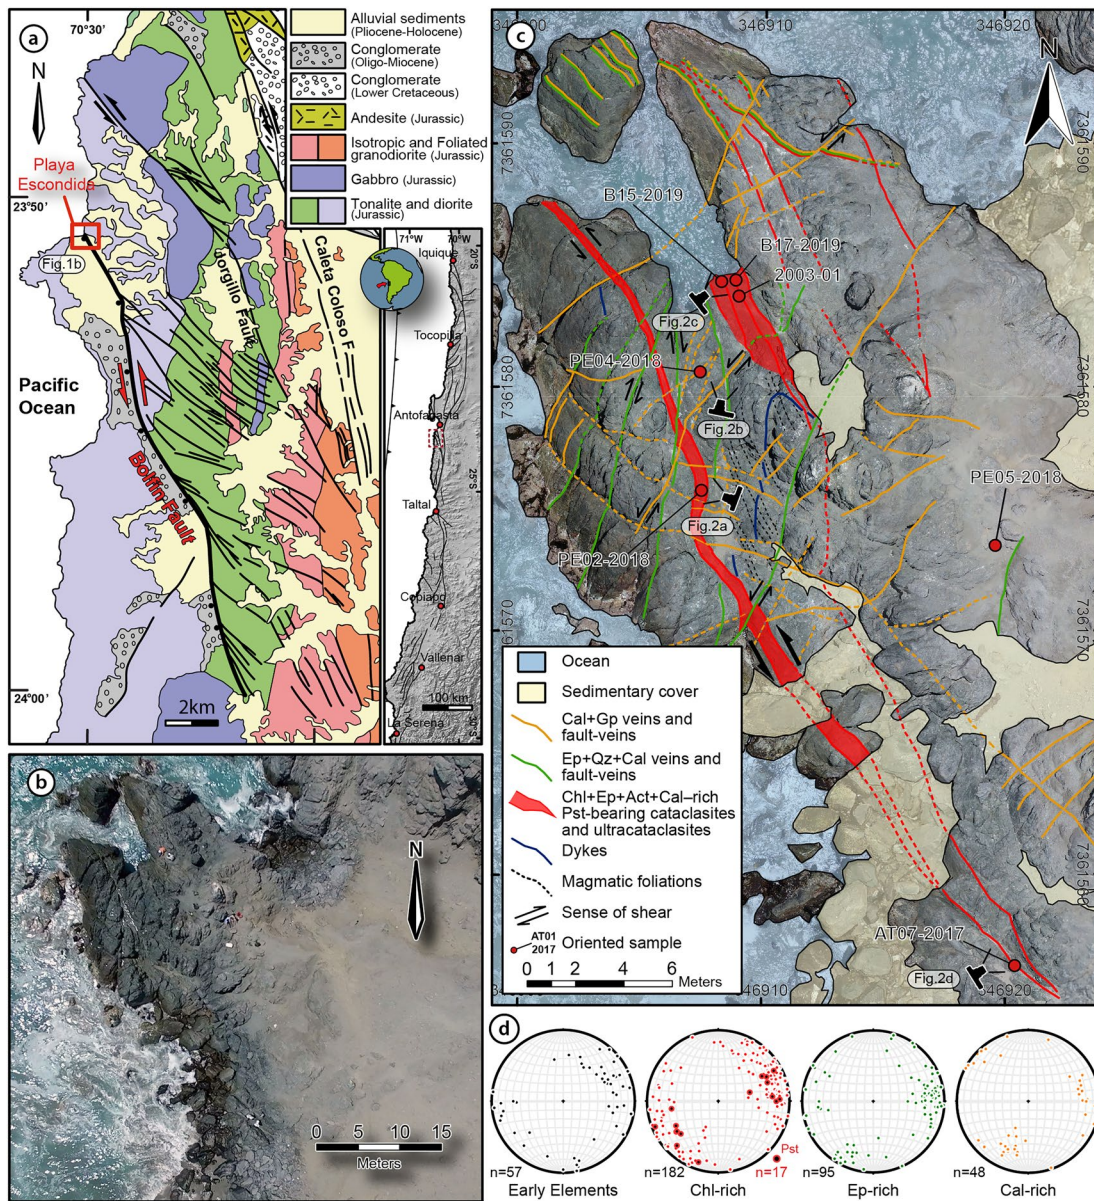 a
70°30'
N
Playa
Escondida
23°50'
Fig.1b
Pacific
Ocean
Jorgillo Fault
Caleta Coloso F.
Bolfin Fault
24°00'
2km
Alluvial sediments
(Pliocene-Holocene)
Conglomerate
(Oligo-Miocene)
Conglomerate
(Lower Cretaceous)
Andesite (Jurassic)
Isotropic and Foliated
granodiorite (Jurassic)
Gabbro (Jurassic)
Tonalite and diorite
(Jurassic)
71°W
70°W
20°S
Iquique
Tocopilla
Antofagasta
25°S
Taltal
Copiapo
Vallenar
100 km
La Serena
b
N
0 5 10 15
Meters
c
346910
346920
N
7361590
7361590
B15-2019
B17-2019
2003-01
Fig.2c
PE04-2018
7361580
7361580
Fig.2b
PE05-2018
Fig.2a
PE02-2018
7361570
7361570
Ocean
Sedimentary cover
Cal+Gp veins and
fault-veins
Ep+Qz+Cal veins and
fault-veins
Chl+Ep+Act+Cal–rich
Pst-bearing cataclasites
and ultracataclasites
Dykes
Magmatic foliations
Sense of shear
AT01
2017
Oriented sample
0 1 2 4 6
Meters
AT07-2017
Fig.2d
346910
346920
d
n=57
Early Elements
n=182
Pst
n=17
Chl-rich
n=95
Ep-rich
n=48
Cal-rich